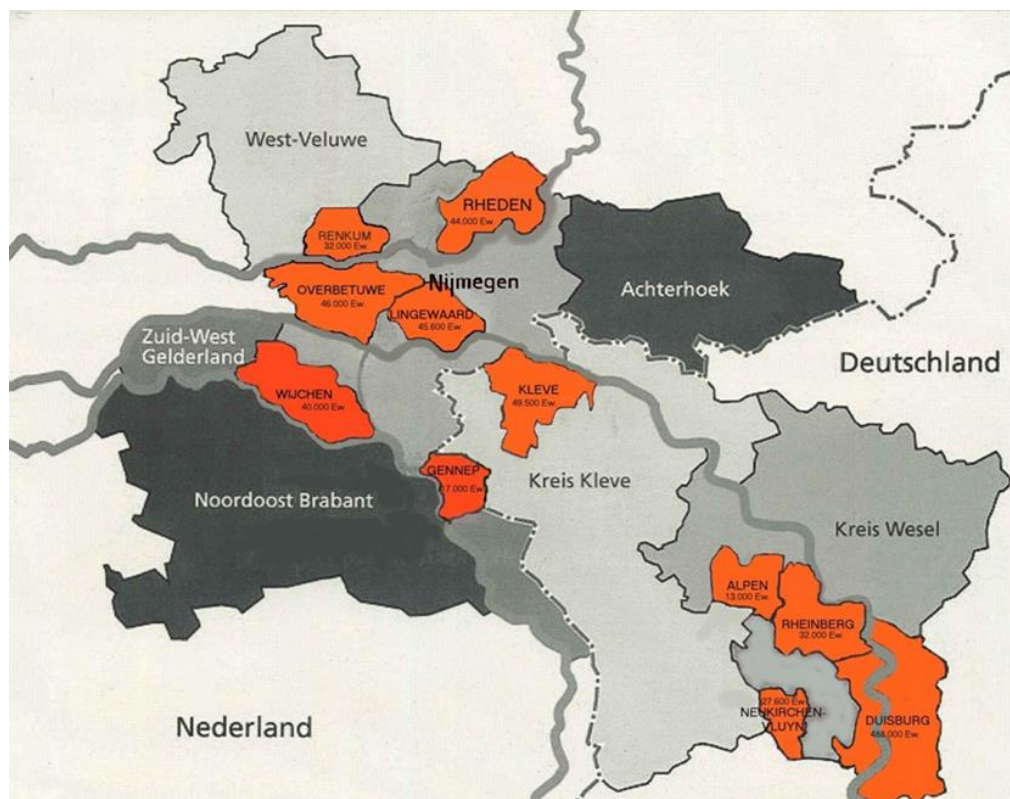 West-Veluwe
RHEDEN
44.000 Ew.
RENKUM
32.000 Ew.
Nijmegen
OVERBETUWE
46.000 Ew.
LINGEWAARD
45.600 Ew.
Achterhoek
Zuid-West
Gelderland
Deutschland
WIJCHEN
40.000 Ew.
KLEVE
49.500 Ew.
GENNEP
17.000 Ew.
Kreis Kleve
Noordoost Brabant
Kreis Wesel
ALPEN
13.000 Ew.
RHEINBERG
32.000 Ew.
27.600 Ew.
NEUKIRCHEN-
VLUYN
DUISBURG
488.000 Ew.
Nederland